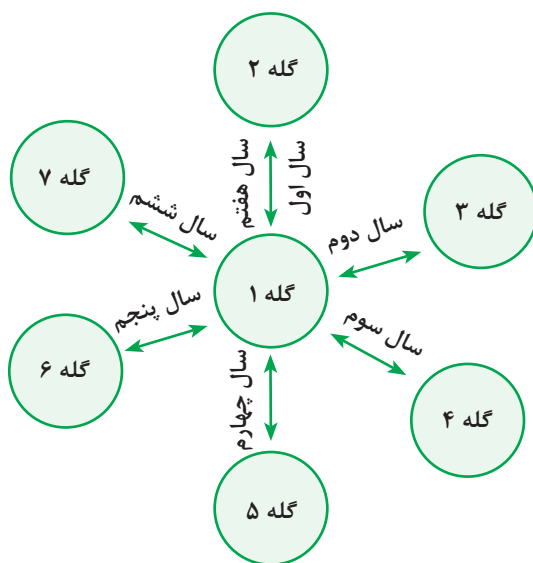 گله ۲
سال اول
سال هفتم
گله ۳
سال دوم
گله ۷
سال ششم
گله ۱
سال سوم
سال پنجم
گله ۶
گله ۴
سال چهارم
گله ۵